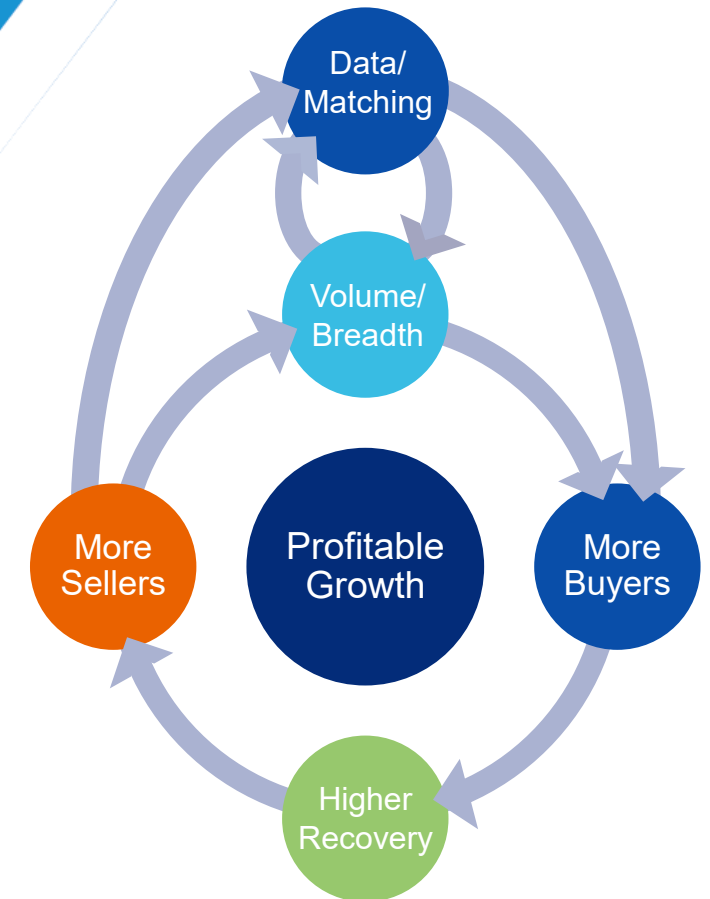 Data/
Matching
Volume/
Breadth
More
Sellers
Profitable
Growth
More
Buyers
Higher
Recovery